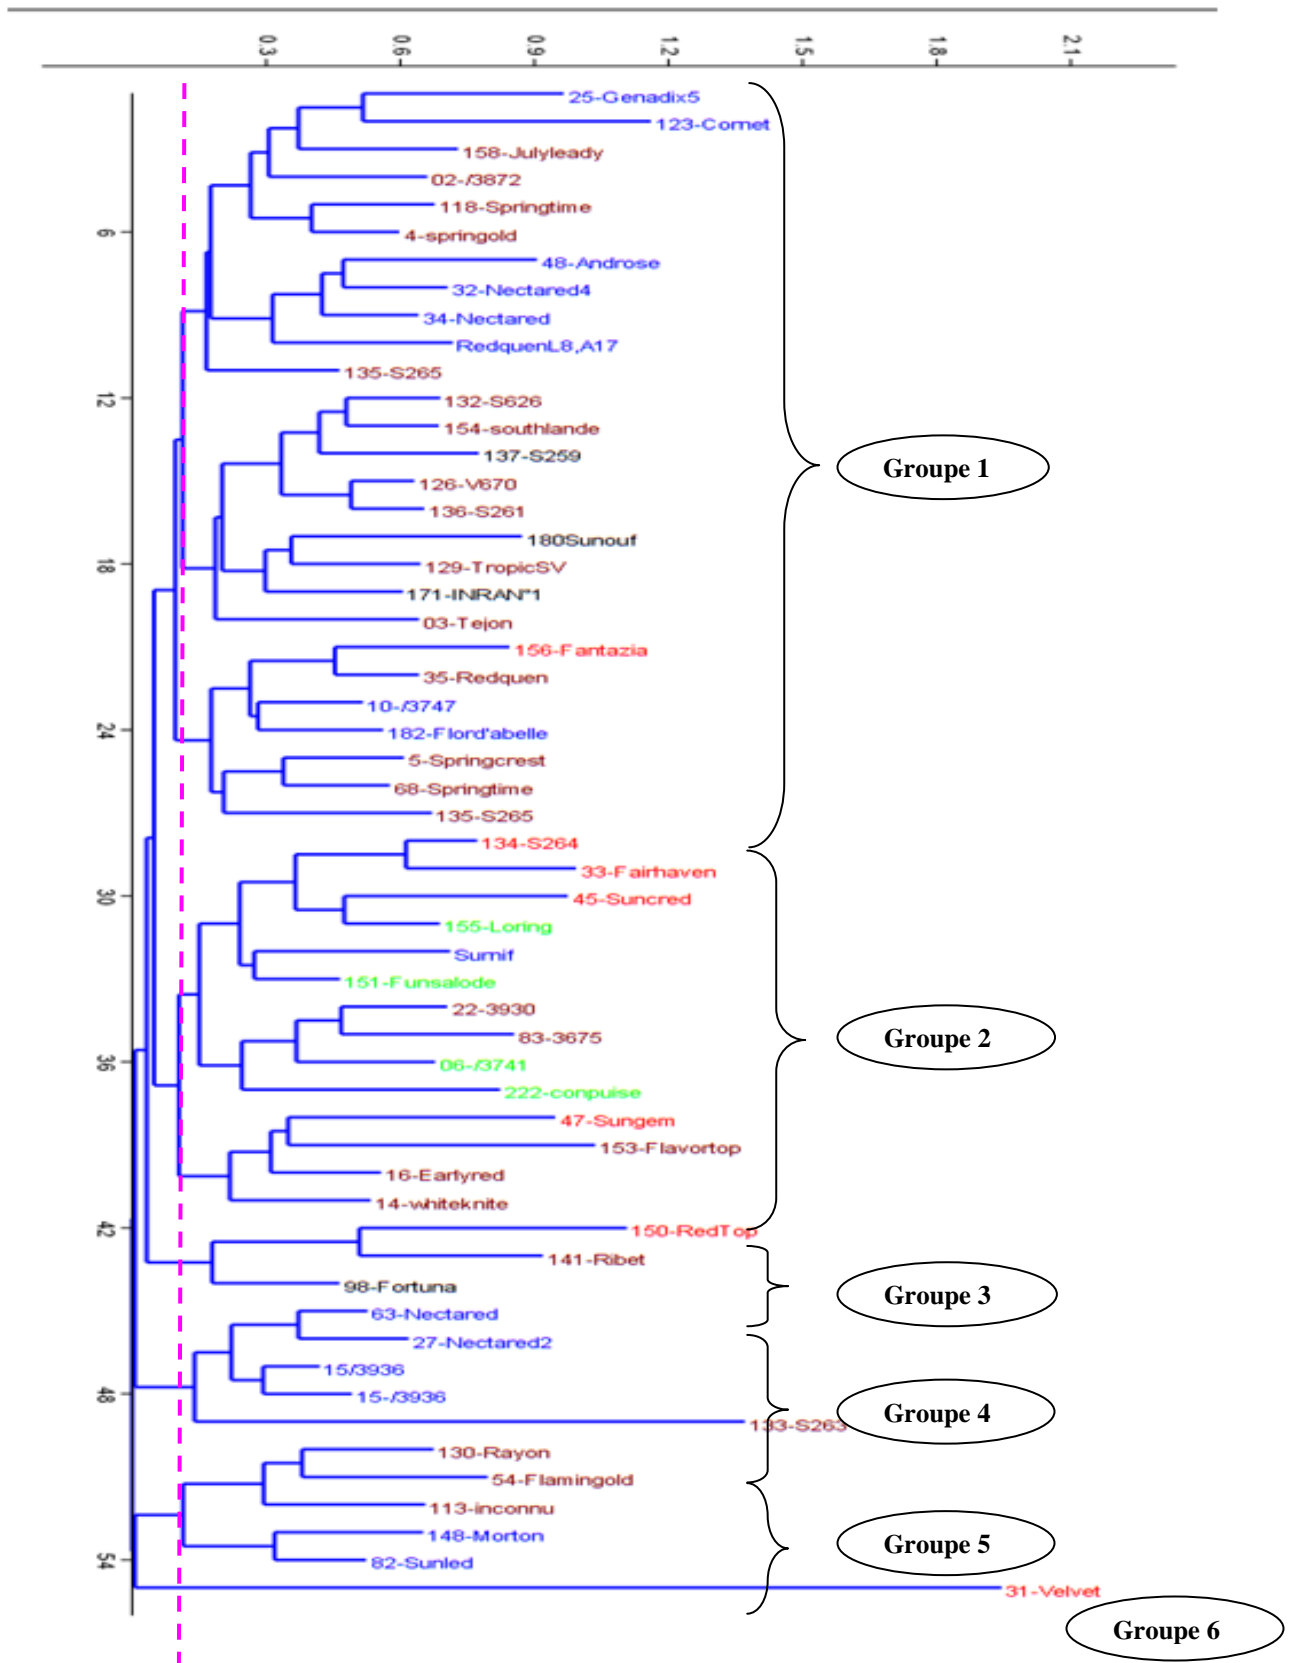 0.3
0.6
0.9
1.2
1.5
1.8
2.1
25-Genadix5
123-Comet
158-Julyleady
02-/3872
118-Springtime
6
4-springold
48-Androse
32-Nectared4
34-Nectared
RedquenL8,A17
135-S265
12
132-S626
154-southlande
137-S259
Groupe 1
126-V670
136-S261
180Sunouf
18
129-TropicSV
171-INRAN°1
03-Tejon
156-Fantazia
35-Redquen
10-/3747
24
182-Flord'abelle
5-Springcrest
68-Springtime
135-S265
134-S264
33-Fairhaven
30
45-Suncred
155-Loring
Sumif
151-Funsalode
22-3930
83-3675
Groupe 2
36
06-/3741
222-conpuise
47-Sungem
153-Flavortop
16-Earlyred
14-whiteknite
42
150-RedTop
141-Ribet
98-Fortuna
Groupe 3
63-Nectared
27-Nectared2
15/3936
48
15-/3936
Groupe 4
133-S263
130-Rayon
54-Flamingold
113-inconnu
148-Morton
Groupe 5
54
82-Sunled
31-Velvet
Groupe 6